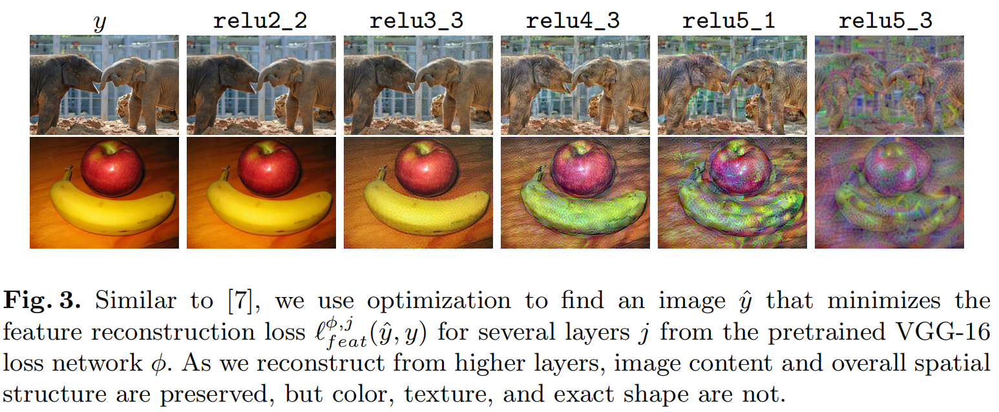 y relu2_2 relu3_3 relu4_3 relu5_1 relu5_3
Fig. 3. Similar to [7], we use optimization to find an image ŷ that minimizes the
feature reconstruction loss ℓ_{feat}^{ϕ,j}(ŷ, y) for several layers j from the pretrained VGG-16
loss network ϕ. As we reconstruct from higher layers, image content and overall spatial
structure are preserved, but color, texture, and exact shape are not.